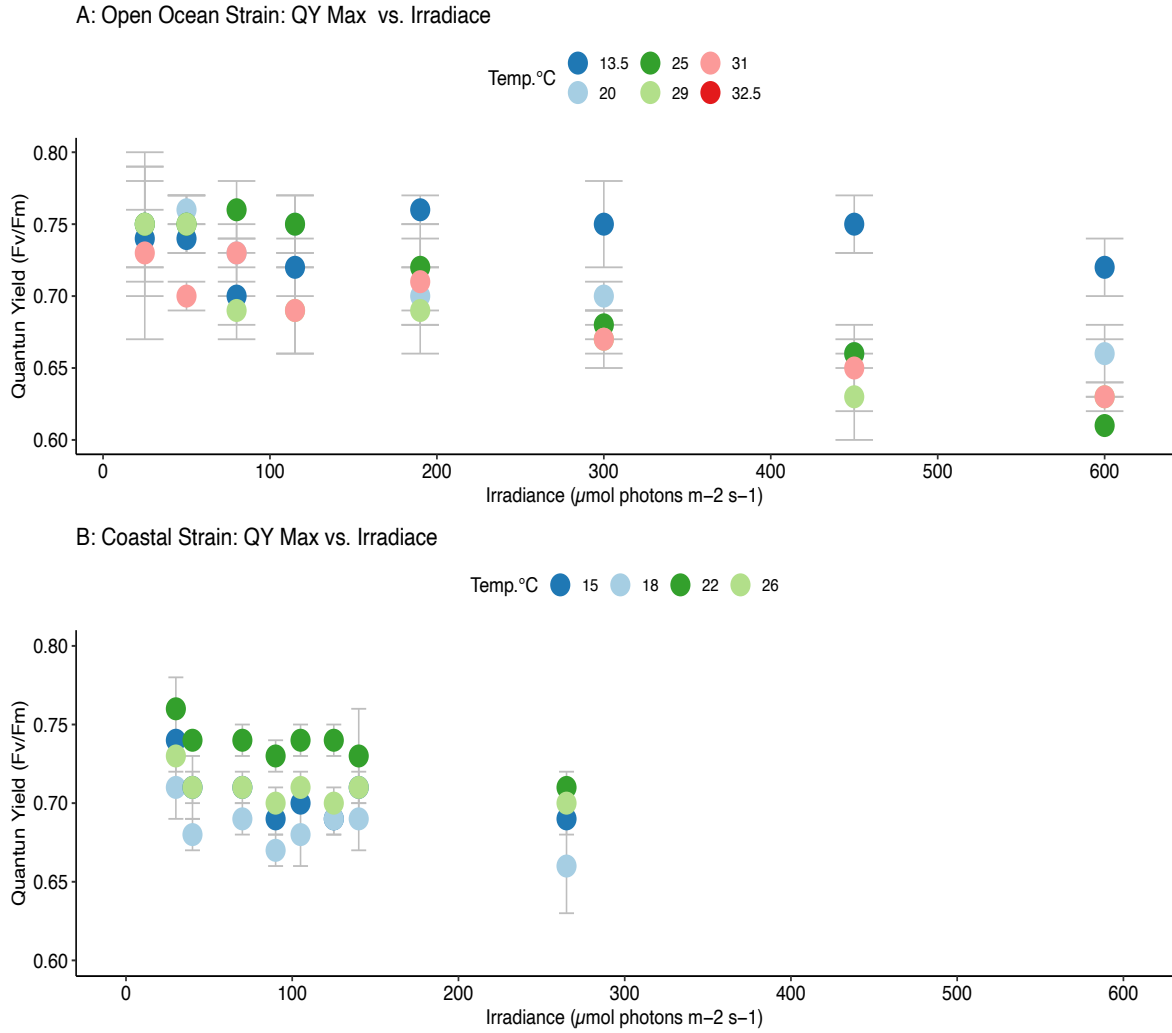 A: Open Ocean Strain: QY Max vs. Irradiace
Temp.°C 13.5 25 31
20 29 32.5
Quantun Yield (Fv/Fm)
0.80
0.75
0.70
0.65
0.60
0 100 200 300 400 500 600
Irradiance (µmol photons m−2 s−1)
B: Coastal Strain: QY Max vs. Irradiace
Temp.°C 15 18 22 26
Quantun Yield (Fv/Fm)
0.80
0.75
0.70
0.65
0.60
0 100 200 300 400 500 600
Irradiance (µmol photons m−2 s−1)